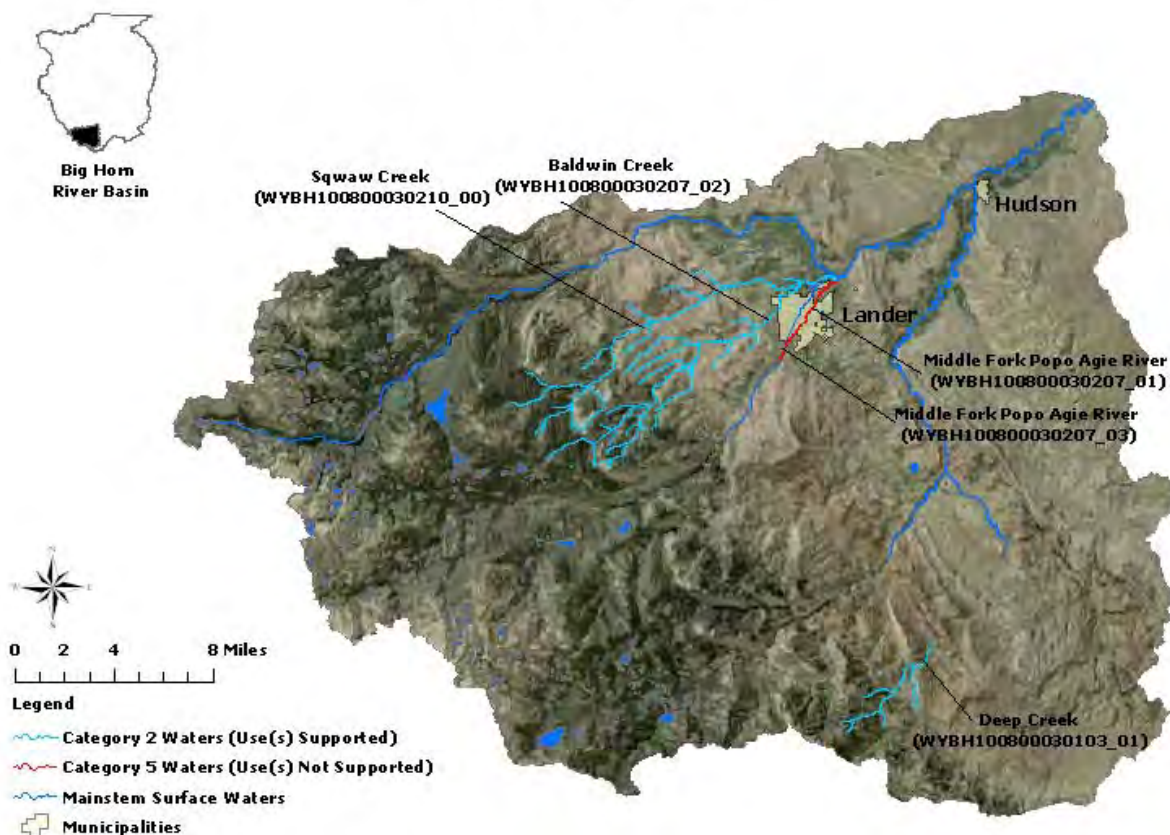 Big Horn
River Basin
Sqwaw Creek
(WYBH100800030210_00)
Baldwin Creek
(WYBH100800030207_02)
Hudson
Lander
Middle Fork Popo Agie River
(WYBH100800030207_01)
Middle Fork Popo Agie River
(WYBH100800030207_03)
0 2 4 8 Miles
Legend
Category 2 Waters (Use(s) Supported)
Category 5 Waters (Use(s) Not Supported)
Mainstem Surface Waters
Municipalities
Deep Creek
(WYBH100800030103_01)